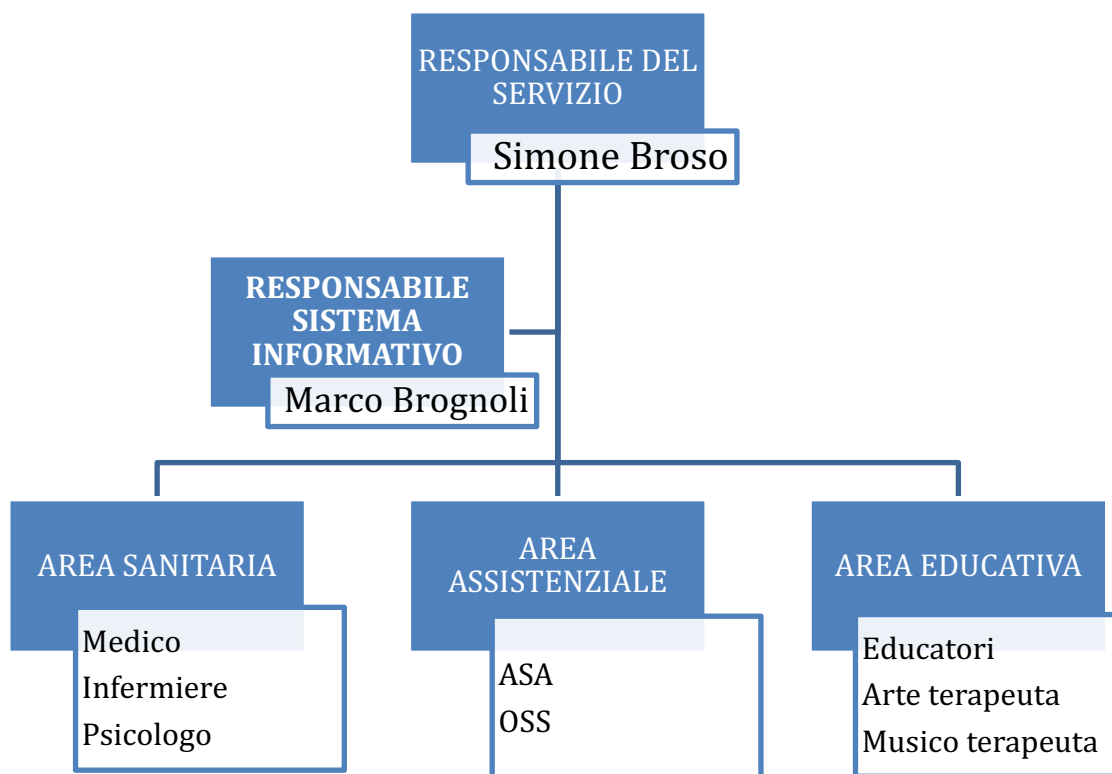 RESPONSABILE DEL
SERVIZIO
Simone Broso
RESPONSABILE
SISTEMA
INFORMATIVO
Marco Brognoli
AREA SANITARIA
Medico
Infermiere
Psicologo
AREA
ASSISTENZIALE
ASA
OSS
AREA EDUCATIVA
Educatori
Arte terapeuta
Musico terapeuta